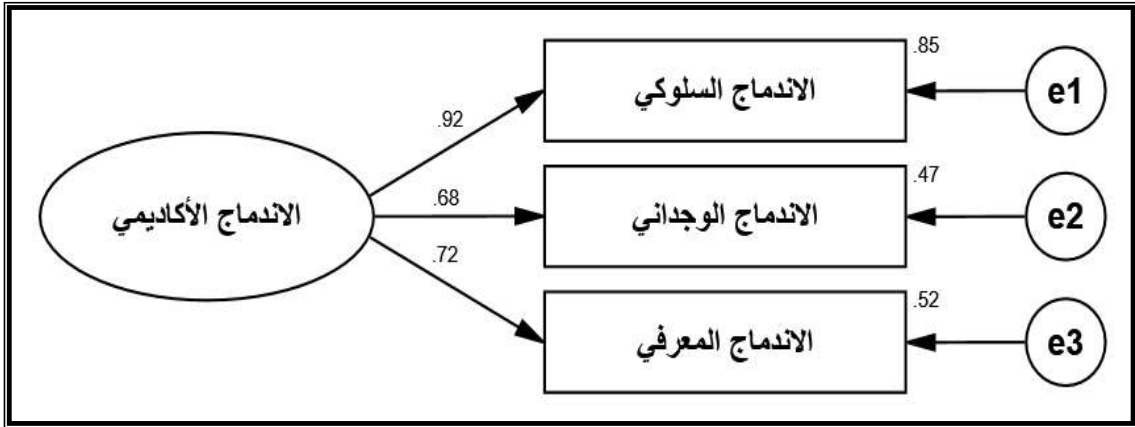 .85
الاندماج السلوكي
e1
.92
.47
.68
الاندماج الوجداني
e2
الاندماج الأكاديمي
.72
.52
الاندماج المعرفي
e3